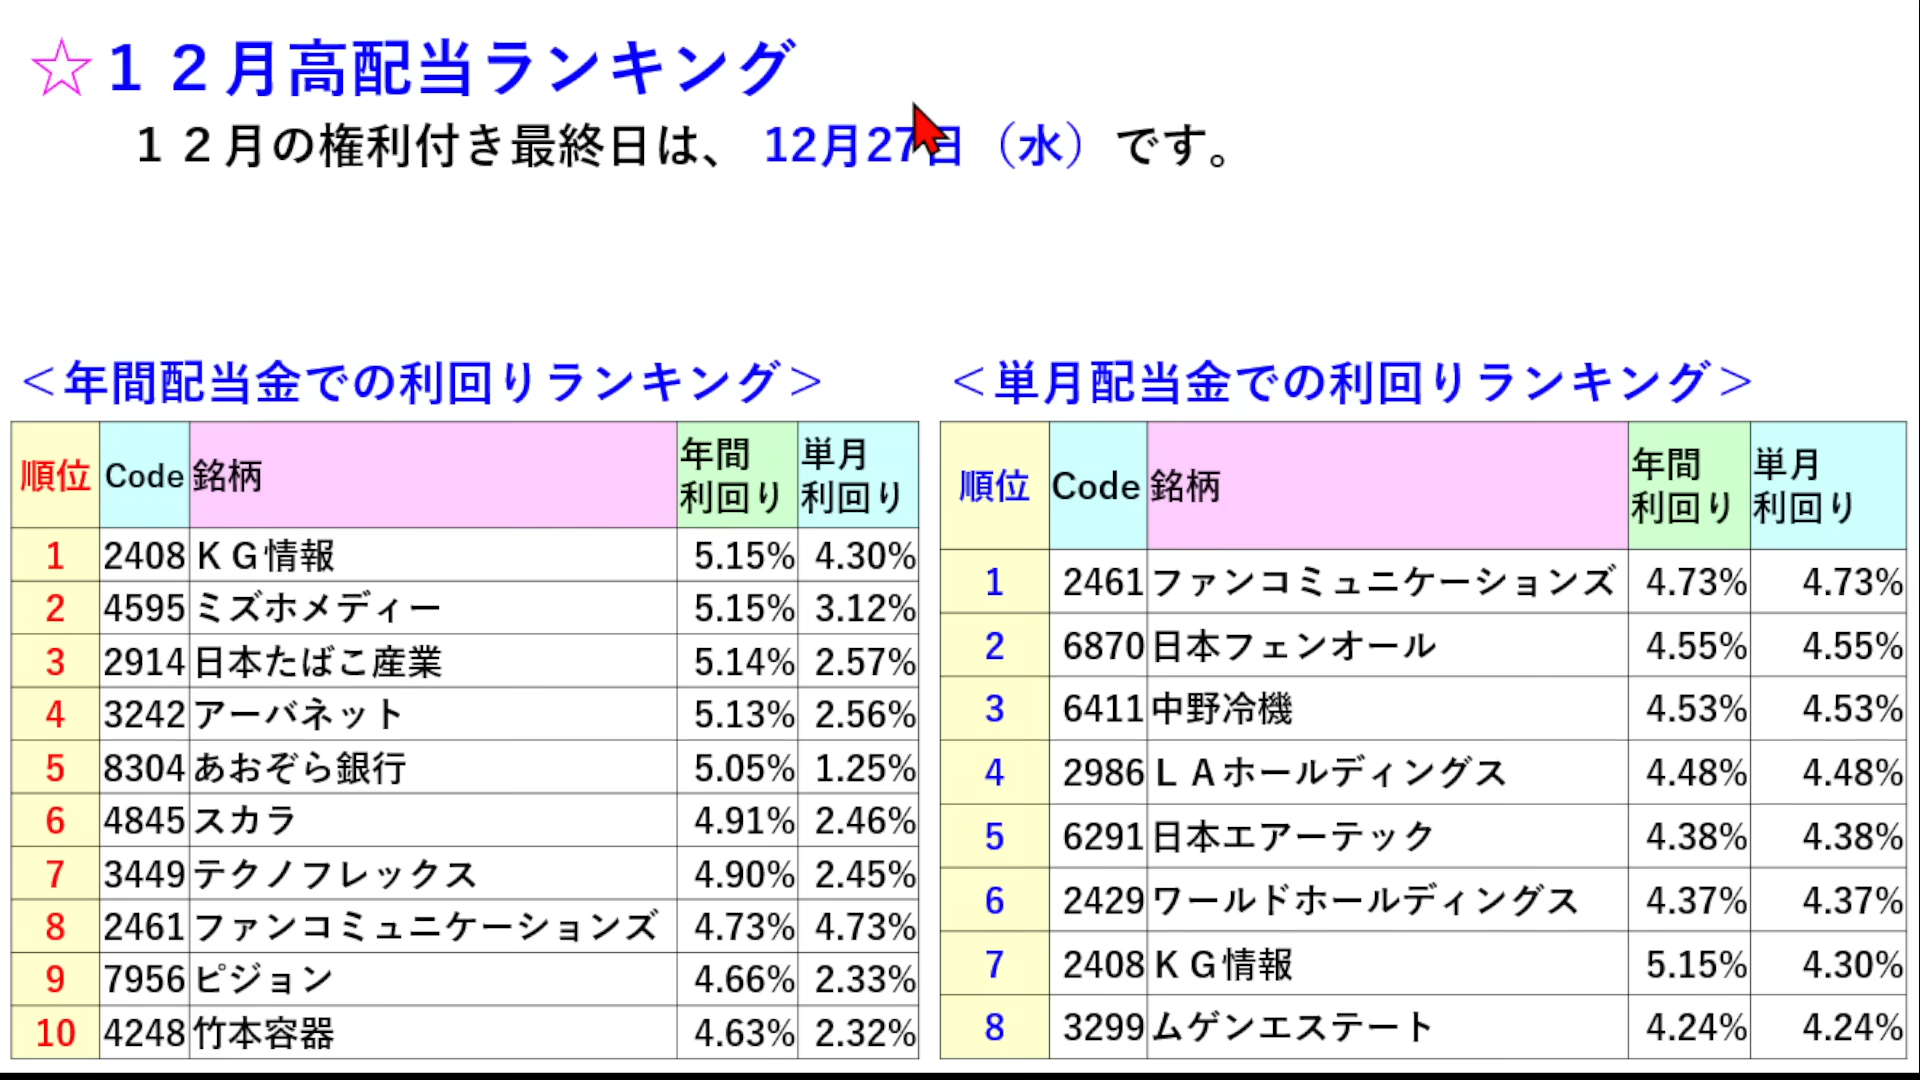 ☆１２月高配当ランキング
１２月の権利付き最終日は、 12月27日（水）です。
＜年間配当金での利回りランキング＞
順位 Code 銘柄 年間利回り 単月利回り
1 2408 ＫＧ情報 5.15% 4.30%
2 4595 ミズホメディー 5.15% 3.12%
3 2914 日本たばこ産業 5.14% 2.57%
4 3242 アーバネット 5.13% 2.56%
5 8304 あおぞら銀行 5.05% 1.25%
6 4845 スカラ 4.91% 2.46%
7 3449 テクノフレックス 4.90% 2.45%
8 2461 ファンコミュニケーションズ 4.73% 4.73%
9 7956 ピジョン 4.66% 2.33%
10 4248 竹本容器 4.63% 2.32%
＜単月配当金での利回りランキング＞
順位 Code 銘柄 年間利回り 単月利回り
1 2461 ファンコミュニケーションズ 4.73% 4.73%
2 6870 日本フェンオール 4.55% 4.55%
3 6411 中野冷機 4.53% 4.53%
4 2986 ＬＡホールディングス 4.48% 4.48%
5 6291 日本エアーテック 4.38% 4.38%
6 2429 ワールドホールディングス 4.37% 4.37%
7 2408 ＫＧ情報 5.15% 4.30%
8 3299 ムゲンエステート 4.24% 4.24%